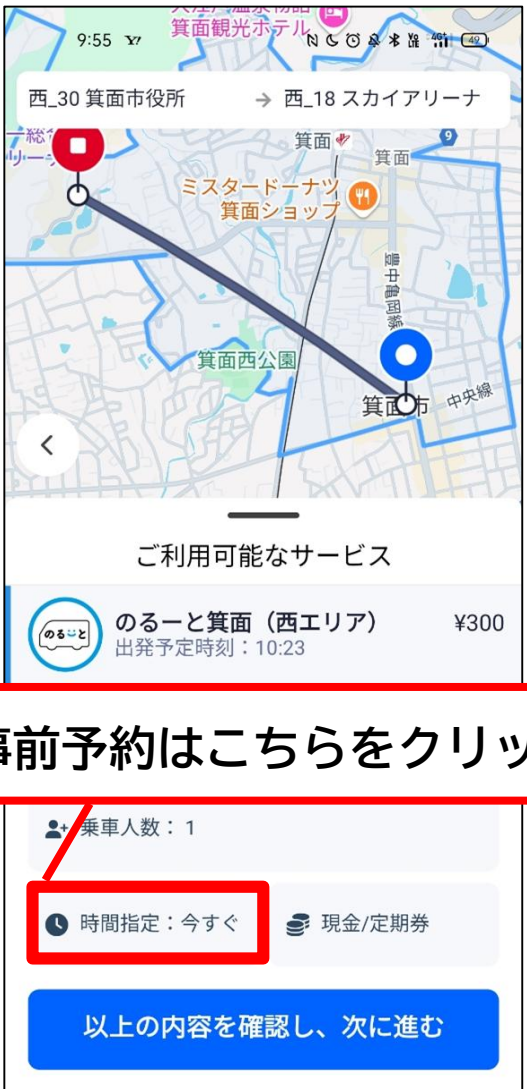 箕面観光ホテル
9:55
4G+
49
西_30 箕面市役所 → 西_18 スカイアリーナ
箕面
9
箕面
ミスタードーナツ
箕面ショップ
豊中亀岡線
箕面西公園
箕面市
中央線
ご利用可能なサービス
のるーと
のるーと箕面（西エリア） ¥300
出発予定時刻：10:23
事前予約はこちらをクリッ
乗車人数： 1
時間指定：今すぐ
現金/定期券
以上の内容を確認し、次に進む